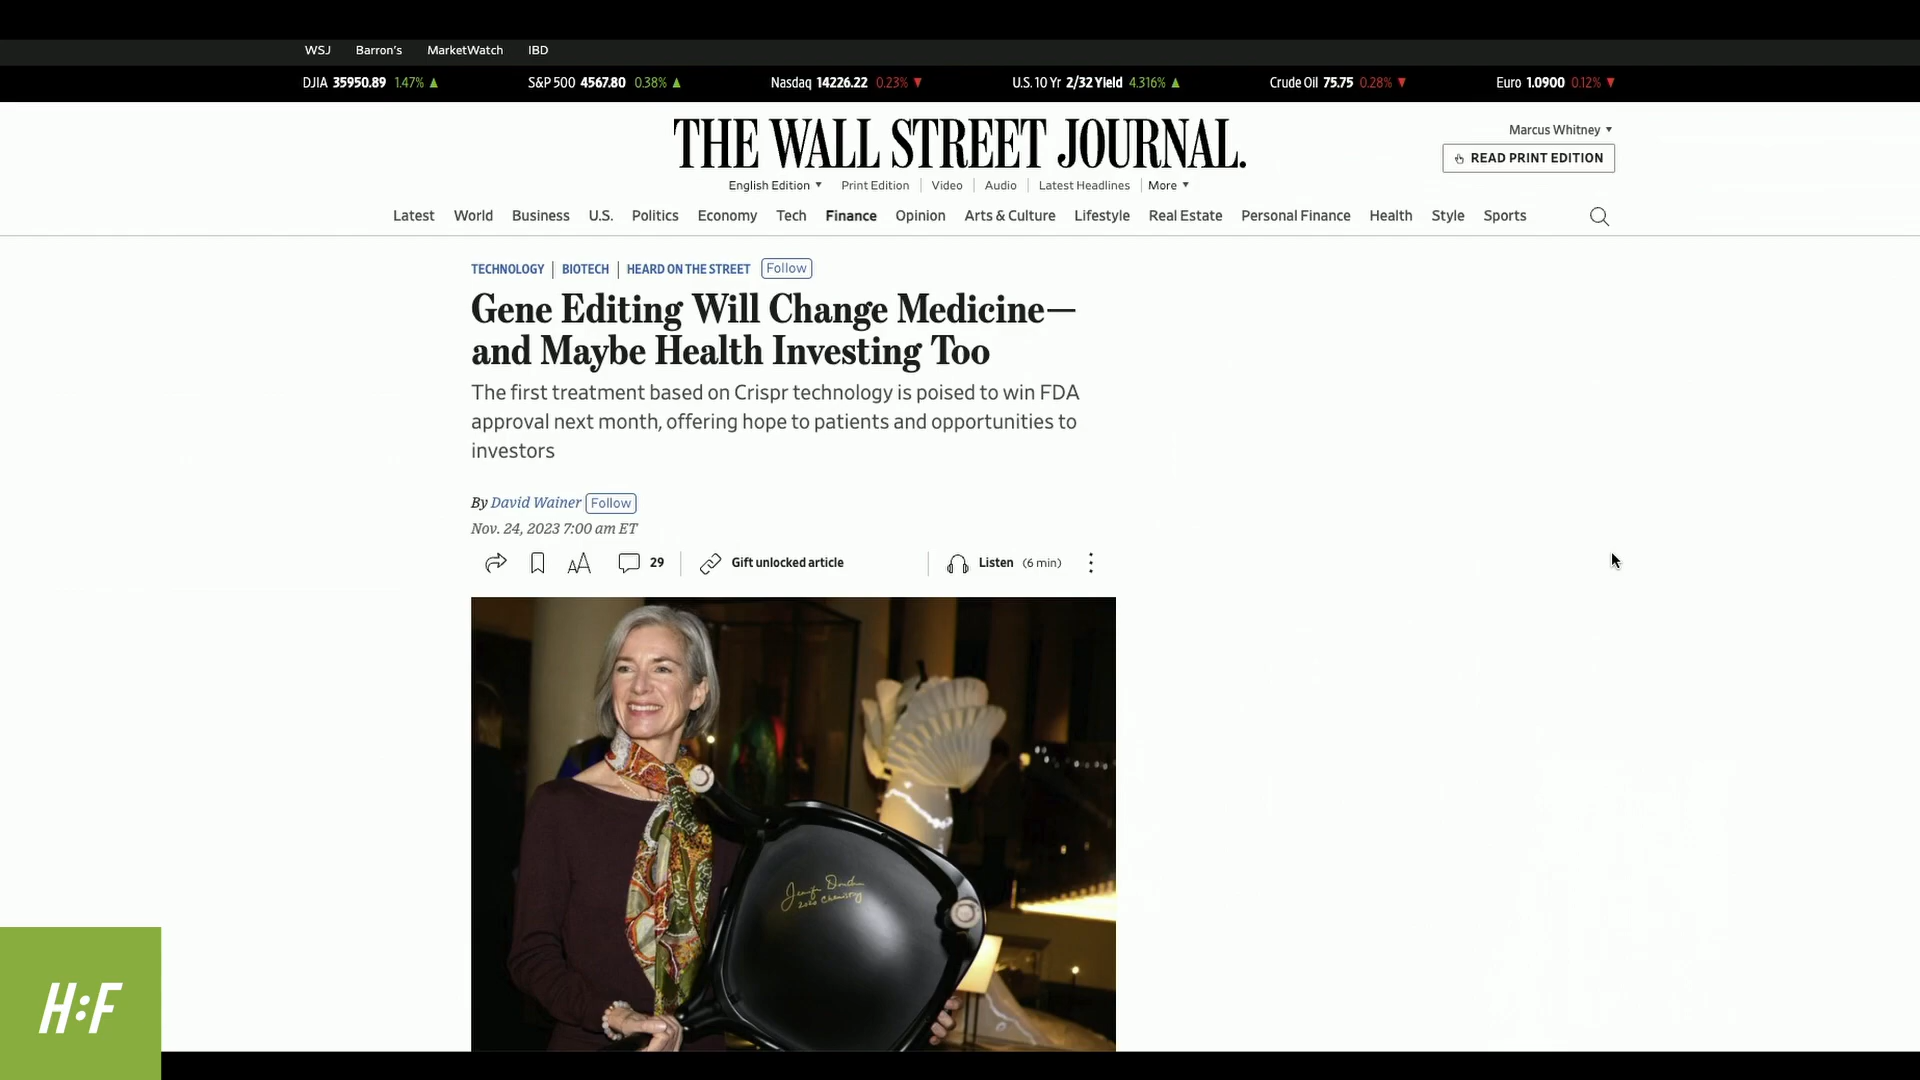 WSJ Barron's MarketWatch IBD
DJIA 35950.89 1.47% ▲ S&P 500 4567.80 0.38% ▲ Nasdaq 14226.22 0.23% ▼ U.S. 10 Yr 2/32 Yield 4.316% ▲ Crude Oil 75.75 0.28% ▼ Euro 1.0900 0.12% ▼
THE WALL STREET JOURNAL.
Marcus Whitney ▼
READ PRINT EDITION
English Edition ▼ Print Edition Video Audio Latest Headlines More ▼
Latest World Business U.S. Politics Economy Tech Finance Opinion Arts & Culture Lifestyle Real Estate Personal Finance Health Style Sports
TECHNOLOGY | BIOTECH | HEARD ON THE STREET Follow
Gene Editing Will Change Medicine—
and Maybe Health Investing Too
The first treatment based on Crispr technology is poised to win FDA
approval next month, offering hope to patients and opportunities to
investors
By David Wainer Follow
Nov. 24, 2023 7:00 am ET
AA 29 Gift unlocked article Listen (6 min)
2020 Chemistry
H:F